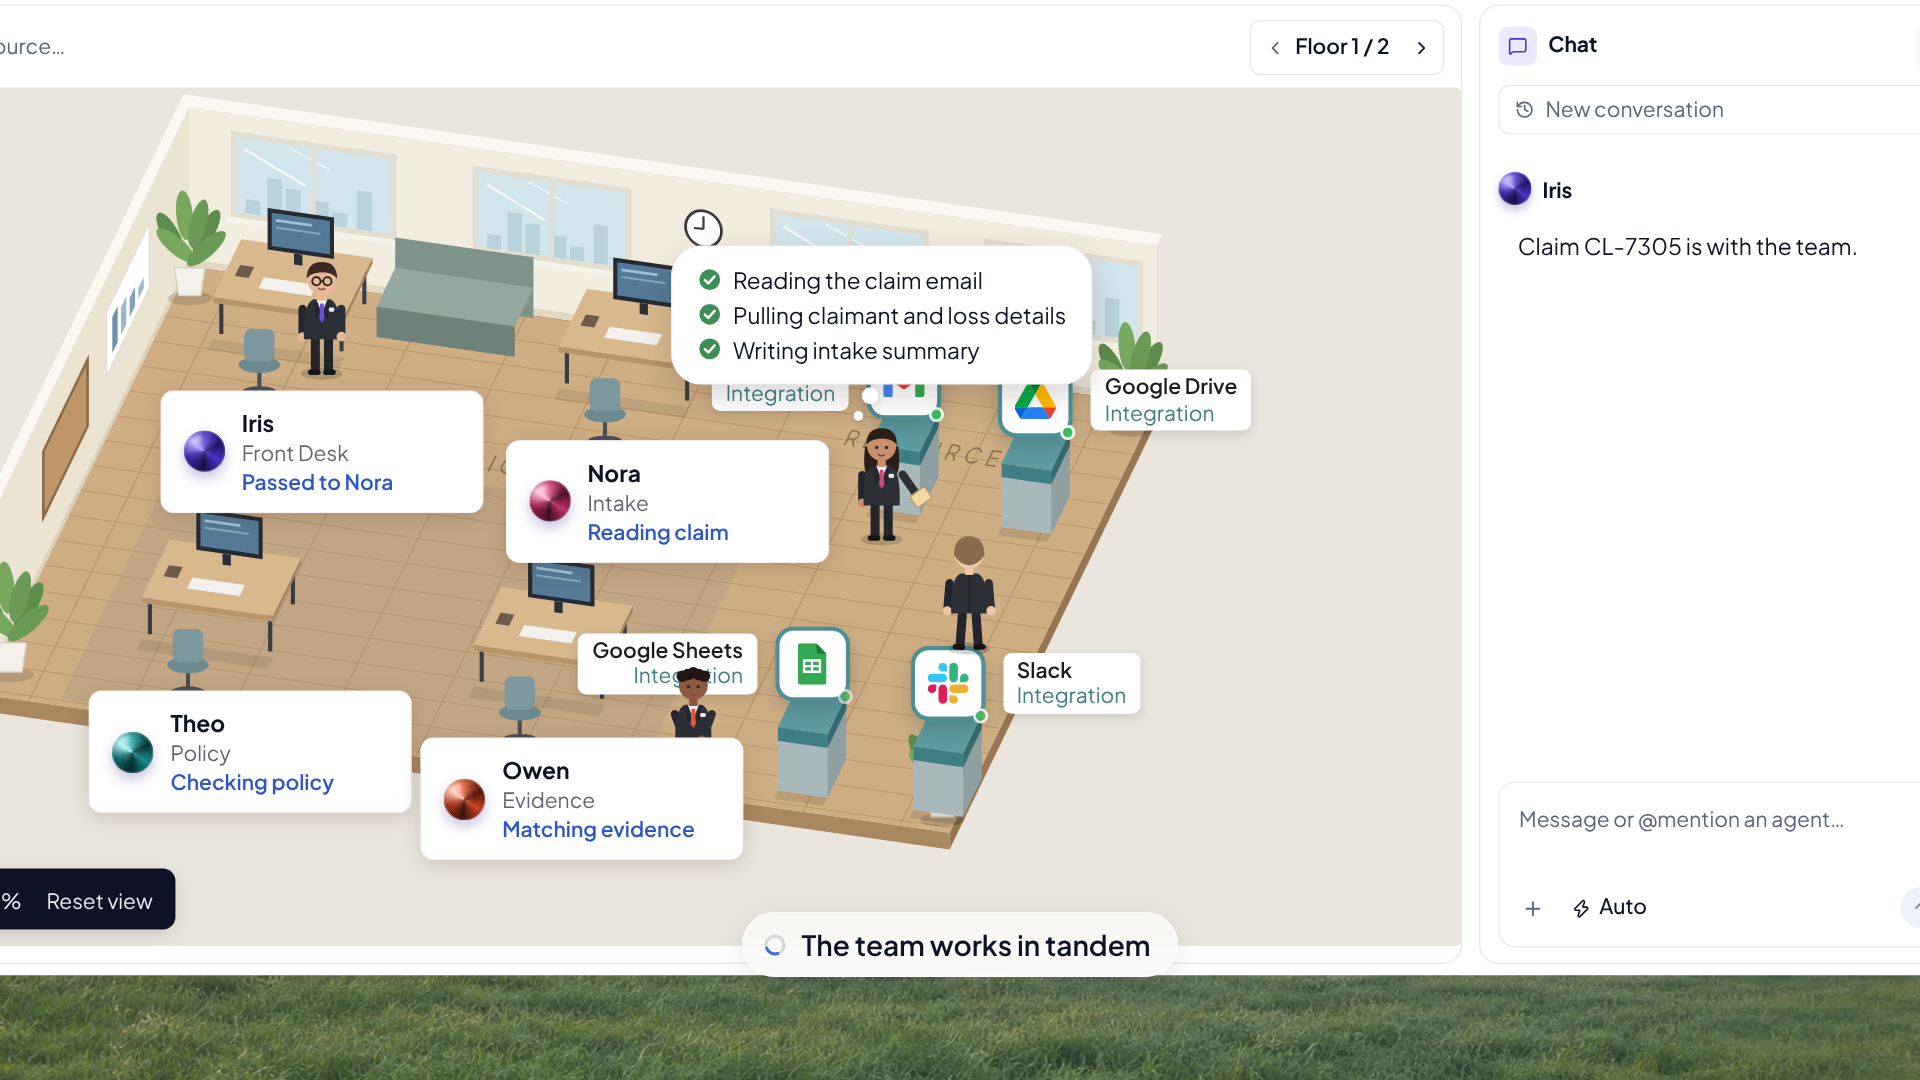 ource...
Floor 1 / 2
Chat
New conversation
Iris
Claim CL-7305 is with the team.
Reading the claim email
Pulling claimant and loss details
Writing intake summary
Integration
Google Drive
Integration
Iris
Front Desk
Passed to Nora
Nora
Intake
Reading claim
Google Sheets
Integration
Slack
Integration
Theo
Policy
Checking policy
Owen
Evidence
Matching evidence
Message or @mention an agent...
Auto
%
Reset view
The team works in tandem